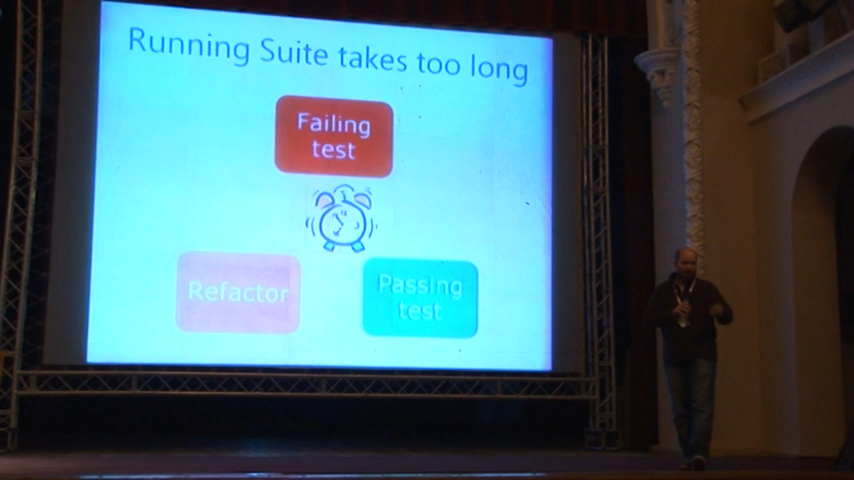 Running Suite takes too long
Failing
test
Refactor
Passing
test